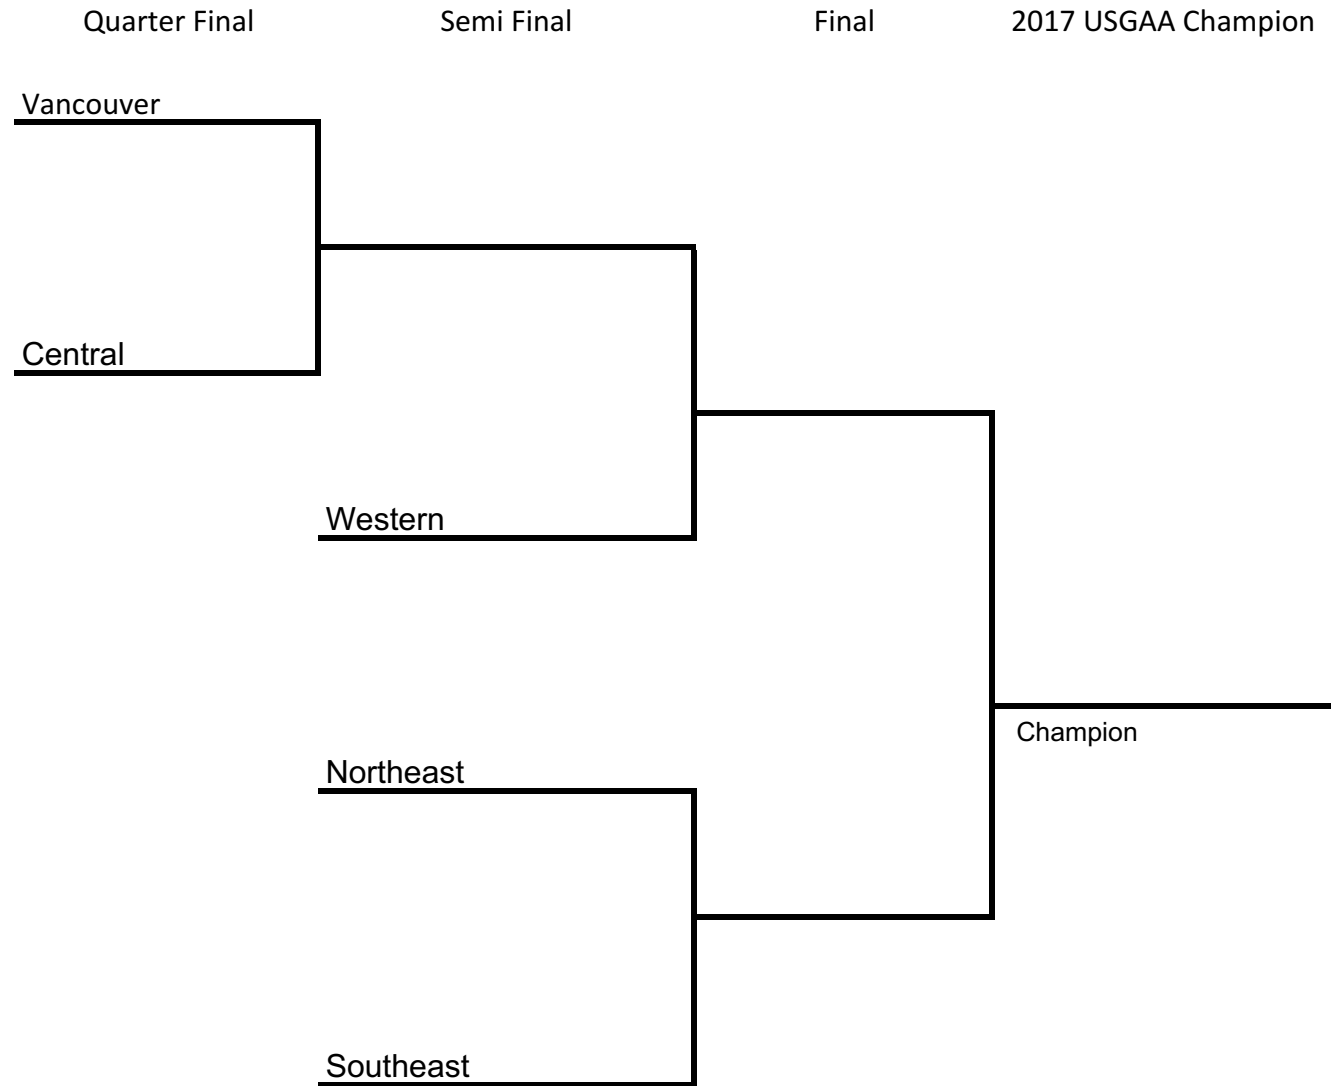 Quarter Final Semi Final Final 2017 USGAA Champion
Vancouver
Central
Western
Champion
Northeast
Southeast